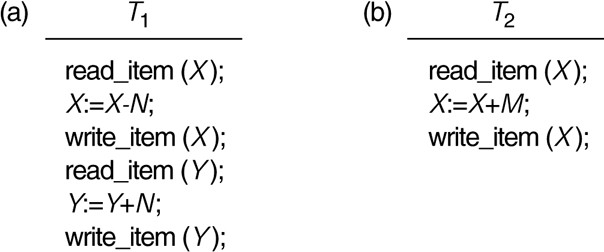 (a) T1
read_item (X);
X:=X-N;
write_item (X);
read_item (Y);
Y:=Y+N;
write_item (Y);
(b) T2
read_item (X);
X:=X+M;
write_item (X);